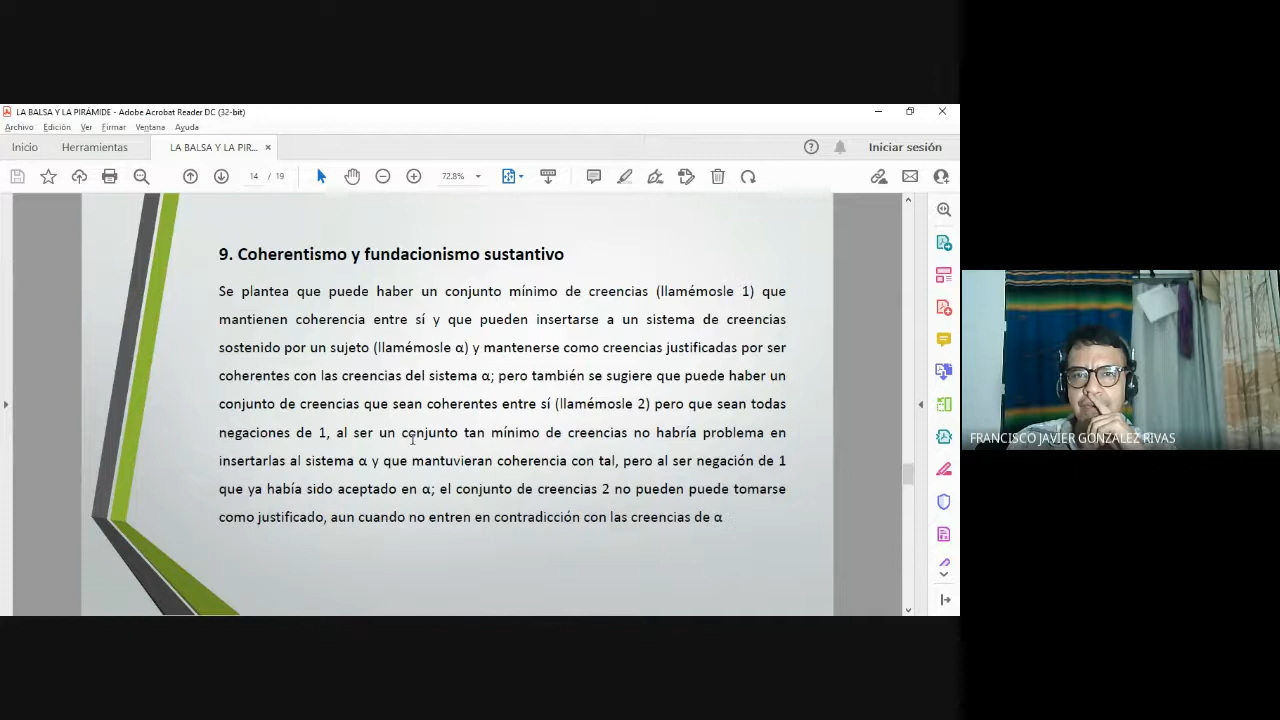 LA BALSA Y LA PIRÁMIDE - Adobe Acrobat Reader DC (32-bit)
Archivo Edición Ver Firmar Ventana Ayuda
Inicio Herramientas LA BALSA Y LA PIR... × Iniciar sesión
14 / 19 72.8%
9. Coherentismo y fundacionismo sustantivo
Se plantea que puede haber un conjunto mínimo de creencias (llamémosle 1) que
mantienen coherencia entre sí y que pueden insertarse a un sistema de creencias
sostenido por un sujeto (llamémosle α) y mantenerse como creencias justificadas por ser
coherentes con las creencias del sistema α; pero también se sugiere que puede haber un
conjunto de creencias que sean coherentes entre sí (llamémosle 2) pero que sean todas
negaciones de 1, al ser un conjunto tan mínimo de creencias no habría problema en
insertarlas al sistema α y que mantuvieran coherencia con tal, pero al ser negación de 1
que ya había sido aceptado en α; el conjunto de creencias 2 no pueden puede tomarse
como justificado, aun cuando no entren en contradicción con las creencias de α
FRANCISCO JAVIER GONZALEZ RIVAS